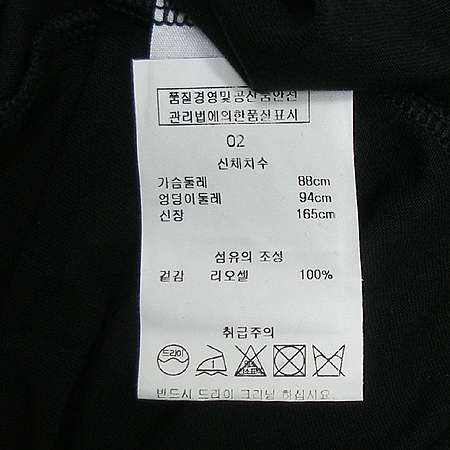 품질경영및공산품안전
관리법에의한품질표시
02
신체치수
가슴둘레 88cm
엉덩이둘레 94cm
신장 165cm
섬유의 조성
겉감 리오셀 100%
취급주의
드라이 1
반드시 드라이 크리닝 하십시요